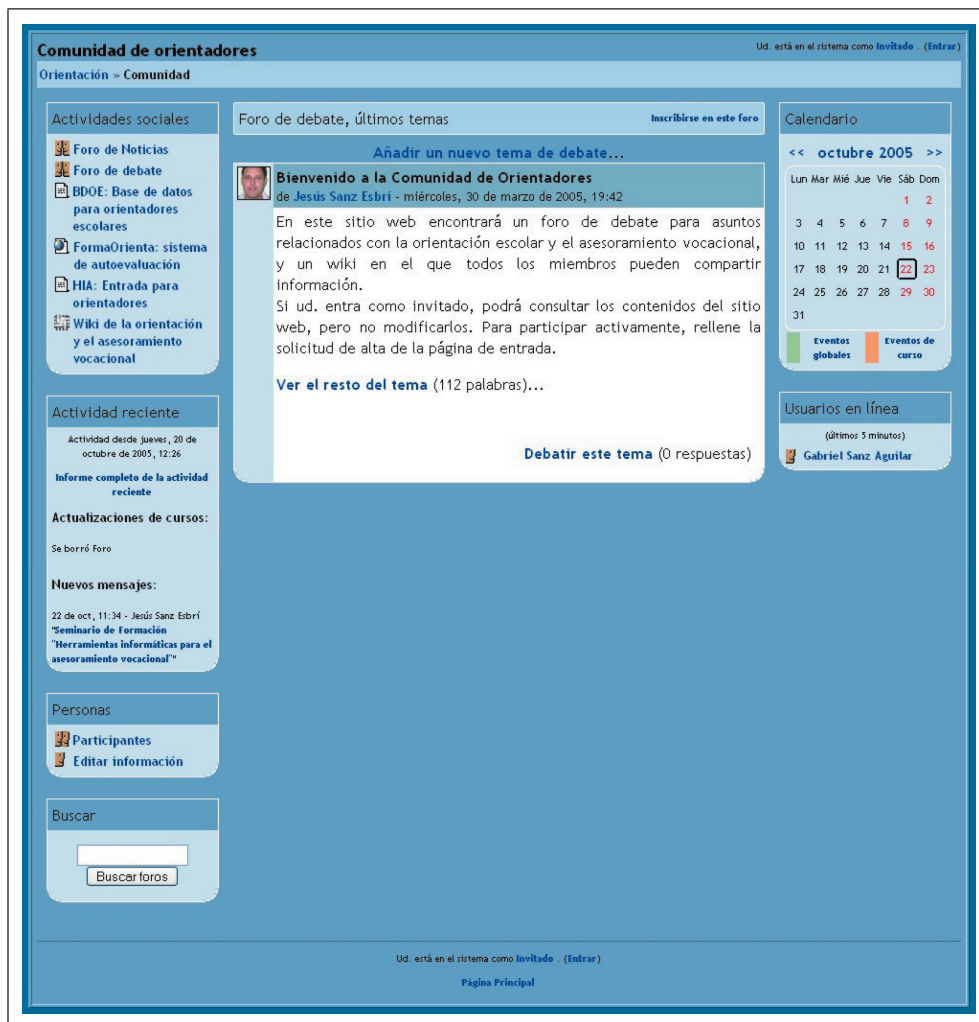 Comunidad de orientadores
Ud. está en el sistema como Invitado . (Entrar)
Orientación » Comunidad
Actividades sociales
Foro de Noticias
Foro de debate
BDOE: Base de datos
para orientadores
escolares
FormaOrienta: sistema
de autoevaluación
HIA: Entrada para
orientadores
Wiki de la orientación
y el asesoramiento
vocacional
Actividad reciente
Actividad desde jueves, 20 de
octubre de 2005, 12:26
Informe completo de la actividad
reciente
Actualizaciones de cursos:
Se borró Foro
Nuevos mensajes:
22 de oct, 11:34 - Jesús Sanz Esbrí
"Seminario de Formación
"Herramientas informáticas para el
asesoramiento vocacional""
Personas
Participantes
Editar información
Buscar
Buscar foros
Foro de debate, últimos temas
Inscribirse en este foro
Añadir un nuevo tema de debate...
Bienvenido a la Comunidad de Orientadores
de Jesús Sanz Esbrí - miércoles, 30 de marzo de 2005, 19:42
En este sitio web encontrará un foro de debate para asuntos
relacionados con la orientación escolar y el asesoramiento vocacional,
y un wiki en el que todos los miembros pueden compartir
información.
Si ud. entra como invitado, podrá consultar los contenidos del sitio
web, pero no modificarlos. Para participar activamente, rellene la
solicitud de alta de la página de entrada.
Ver el resto del tema (112 palabras)...
Debatir este tema (0 respuestas)
Calendario
<< octubre 2005 >>
Lun Mar Mié Jue Vie Sáb Dom
1 2
3 4 5 6 7 8 9
10 11 12 13 14 15 16
17 18 19 20 21 22 23
24 25 26 27 28 29 30
31
Eventos globales
Eventos de curso
Usuarios en línea
(últimos 5 minutos)
Gabriel Sanz Aguilar
Ud. está en el sistema como Invitado . (Entrar)
Página Principal